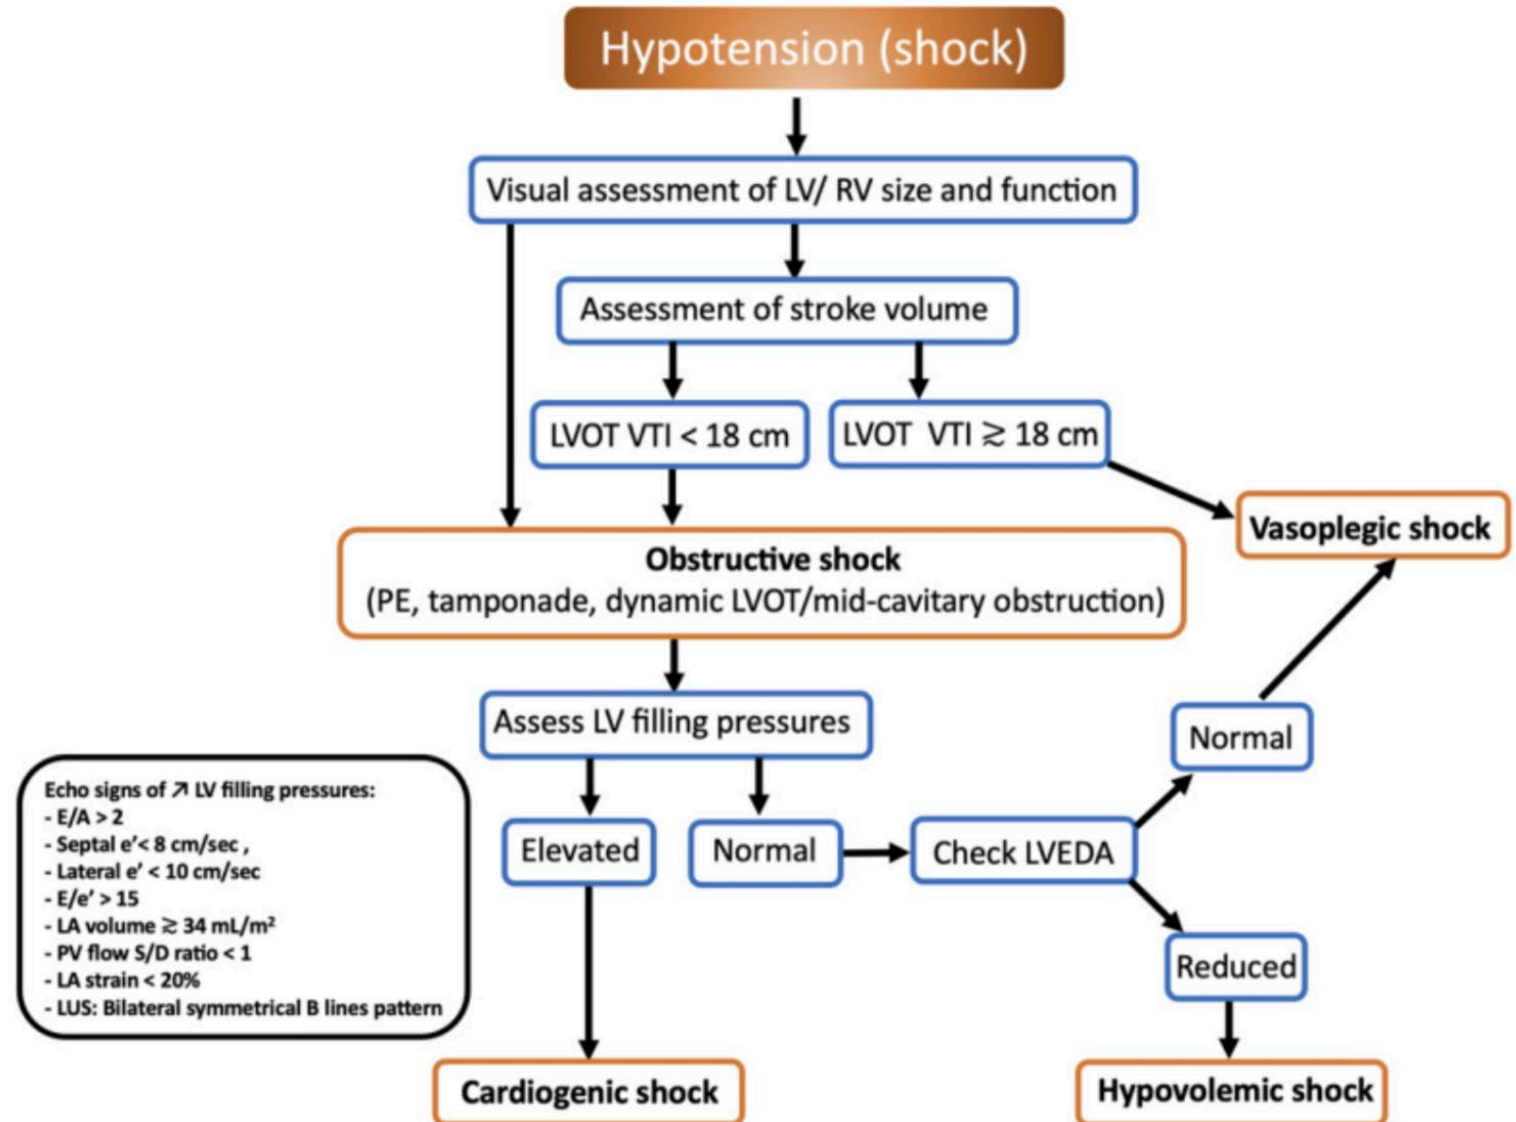 Hypotension (shock)
Visual assessment of LV/ RV size and function
Assessment of stroke volume
LVOT VTI < 18 cm
LVOT VTI ≳ 18 cm
Vasoplegic shock
Obstructive shock
(PE, tamponade, dynamic LVOT/mid-cavitary obstruction)
Assess LV filling pressures
Normal
Elevated
Normal
Check LVEDA
Reduced
Echo signs of ↗ LV filling pressures:
- E/A > 2
- Septal e’< 8 cm/sec ,
- Lateral e’ < 10 cm/sec
- E/e’ > 15
- LA volume ≳ 34 mL/m²
- PV flow S/D ratio < 1
- LA strain < 20%
- LUS: Bilateral symmetrical B lines pattern
Cardiogenic shock
Hypovolemic shock